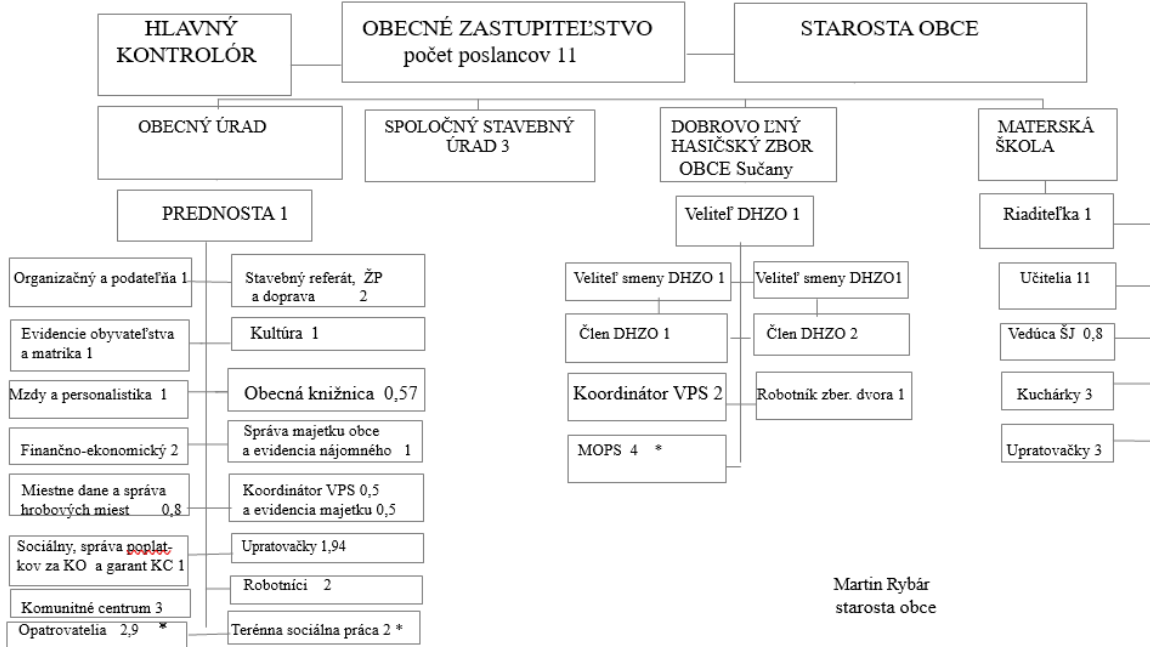 HLAVNÝ
KONTROLÓR
OBECNÉ ZASTUPITEĽSTVO
počet poslancov 11
STAROSTA OBCE
OBECNÝ ÚRAD
SPOLOČNÝ STAVEBNÝ
ÚRAD 3
DOBROVO ĽNÝ
HASIČSKÝ ZBOR
OBCE Sučany
MATERSKÁ
ŠKOLA
PREDNOSTA 1
Veliteľ DHZO 1
Riaditeľka 1
Organizačný a podateľňa 1
Stavebný referát, ŽP
a doprava 2
Evidencie obyvateľstva
a matrika 1
Kultúra 1
Mzdy a personalistika 1
Obecná knižnica 0,57
Finančno-ekonomický 2
Správa majetku obce
a evidencia nájomného 1
Miestne dane a správa
hrobových miest 0,8
Koordinátor VPS 0,5
a evidencia majetku 0,5
Sociálny, správa poplat-
kov za KO a garant KC 1
Upratovačky 1,94
Robotníci 2
Komunitné centrum 3
Opatrovatelia 2,9 *
Terénna sociálna práca 2 *
Veliteľ smeny DHZO 1
Veliteľ smeny DHZO1
Člen DHZO 1
Člen DHZO 2
Koordinátor VPS 2
Robotník zber. dvora 1
MOPS 4 *
Učitelia 11
Vedúca ŠJ 0,8
Kuchárky 3
Upratovačky 3
Martin Rybár
starosta obce